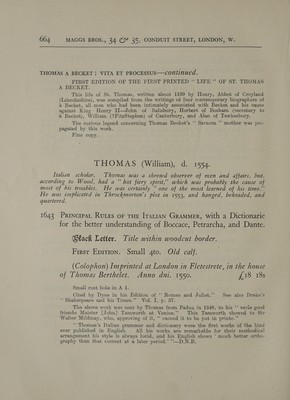 664 MAGGS BROS., 34 & 35, CONDUIT STREET, LONDON, W.
THOMAS A BECKET : VITA ET PROCESSUS—continued.
FIRST EDITION OF THE FIRST PRINTED “ LIFE ” OF ST. THOMAS
A BECKET.
This life of St. Thomas, written about 1199 by Henry, Abbot of Croyland
(Lincolnshire), was compiled from the writings of four contemporary biographers of
à Becket, all men who had been intimately associated with Becket and his cause
against King Henry II.—John of Salisbury, Herbert of Bosham (secretary to
à Becket), William (? FitzStephen) of Canterbury, and Alan of Tewkesbury.
The curious legend concerning Thomas Becket's “ Saracen ” mother was pro-
pagated by this work.
Fine copy.
THOMAS (William), d. 1554.
Italian scholar. Thomas was a shrewd observer of men and affairs, but,
according to Wood, had a “ hot fiery spirit,” which was probably the cause of
most of his troubles. He was certainly “ one of the most learned of his time.”
He was implicated in Throckmorton's plot in 1553, and hanged, beheaded, and
quartered.
1643 PRINCIPAL RULES OF THE ITALIAN GRAMMER, with a Dictionarie
for the better understanding of Boccace, Petrarcha, and Dante.
Black Letter. Title within woodcut border.
FIRST EDITION. Small 4to. Old calf.
(Colophon) Imprinted at London in Fletestrete, in the house
of Thomas Berthelet. Anno dni. 1550. £18 18s
Small rust hole in A 1.
Cited by Dyce in his Edition of “ Romeo and Juliet.” See also Drake's
“ Shakespeare and his Times.” Vol. I, p. 57.
The above work was sent by Thomas from Padua in 1548, to his “ verie good
friende Maister [John] Tamworth at Venice.” This Tamworth showed to Sir
Walter Mildmay, who, approving of it, “ caused it to be put in printe.”
“ Thomas's Italian grammar and dictionary were the first works of the kind
ever published in English. All his works are remarkable for their methodical
arrangement his style is always lucid, and his English shows ‘ much better ortho-
graphy than that current at a later period.’ ”—D.N.B.